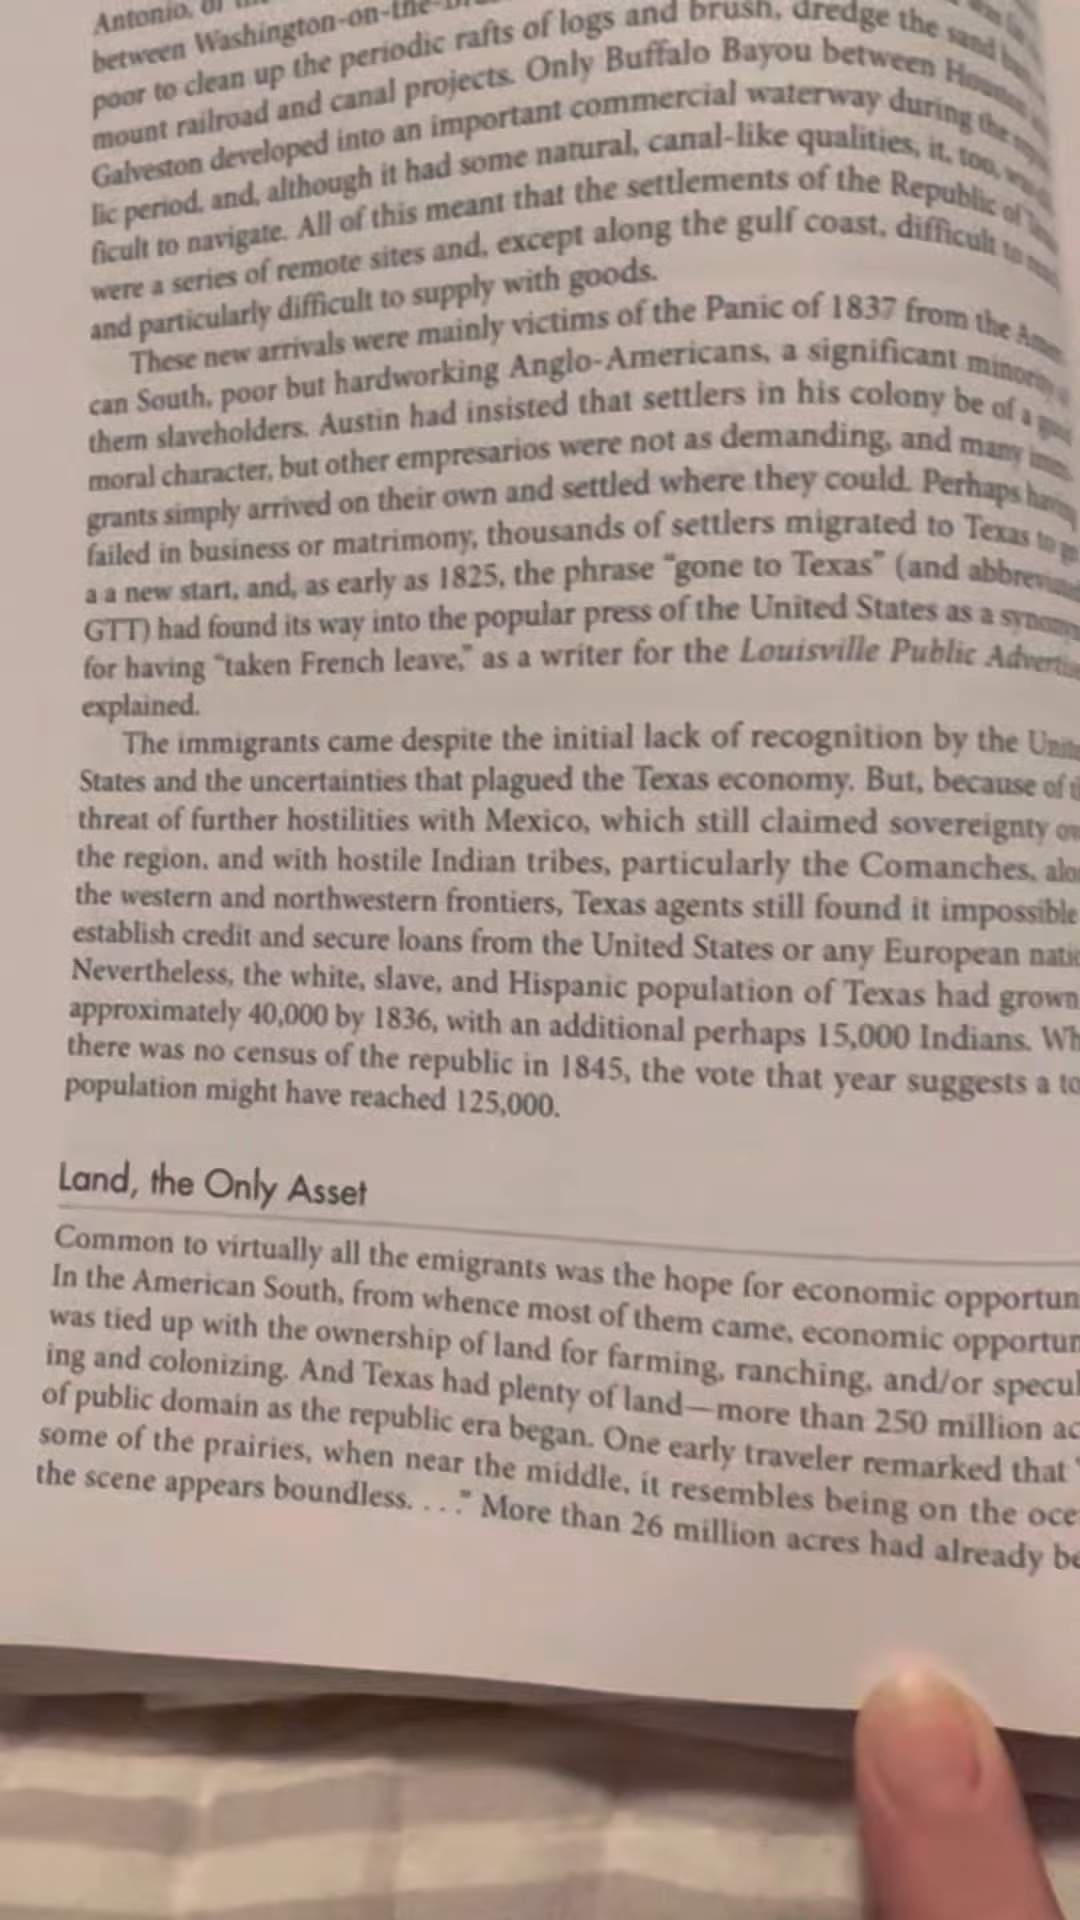 Antonio, or
between Washington-on-the-
poor to clean up the periodic rafts of logs and brush, dredge the sand
mount railroad and canal projects. Only Buffalo Bayou between Houston
Galveston developed into an important commercial waterway during the
lic period, and, although it had some natural, canal-like qualities, it, too,
ficult to navigate. All of this meant that the settlements of the Republic of
were a series of remote sites and, except along the gulf coast, difficult to
and particularly difficult to supply with goods.
These new arrivals were mainly victims of the Panic of 1837 from the Ameri
can South, poor but hardworking Anglo-Americans, a significant minority
them slaveholders. Austin had insisted that settlers in his colony be of a
moral character, but other empresarios were not as demanding, and many
grants simply arrived on their own and settled where they could. Perhaps having
failed in business or matrimony, thousands of settlers migrated to Texas to
a a new start, and, as early as 1825, the phrase "gone to Texas" (and abbreviated
GTT) had found its way into the popular press of the United States as a synonym
for having "taken French leave," as a writer for the Louisville Public Adverti
explained.
The immigrants came despite the initial lack of recognition by the Unite
States and the uncertainties that plagued the Texas economy. But, because of
threat of further hostilities with Mexico, which still claimed sovereignty
the region, and with hostile Indian tribes, particularly the Comanches, alo
the western and northwestern frontiers, Texas agents still found it impossible
establish credit and secure loans from the United States or any European nati
Nevertheless, the white, slave, and Hispanic population of Texas had grown
approximately 40,000 by 1836, with an additional perhaps 15,000 Indians. Wh
there was no census of the republic in 1845, the vote that year suggests a to
population might have reached 125,000.
Land, the Only Asset
Common to virtually all the emigrants was the hope for economic opportun
In the American South, from whence most of them came, economic opportun
was tied up with the ownership of land for farming, ranching, and/or specul
ing and colonizing. And Texas had plenty of land—more than 250 million ac
of public domain as the republic era began. One early traveler remarked that "
some of the prairies, when near the middle, it resembles being on the oce
the scene appears boundless. . . ." More than 26 million acres had already be